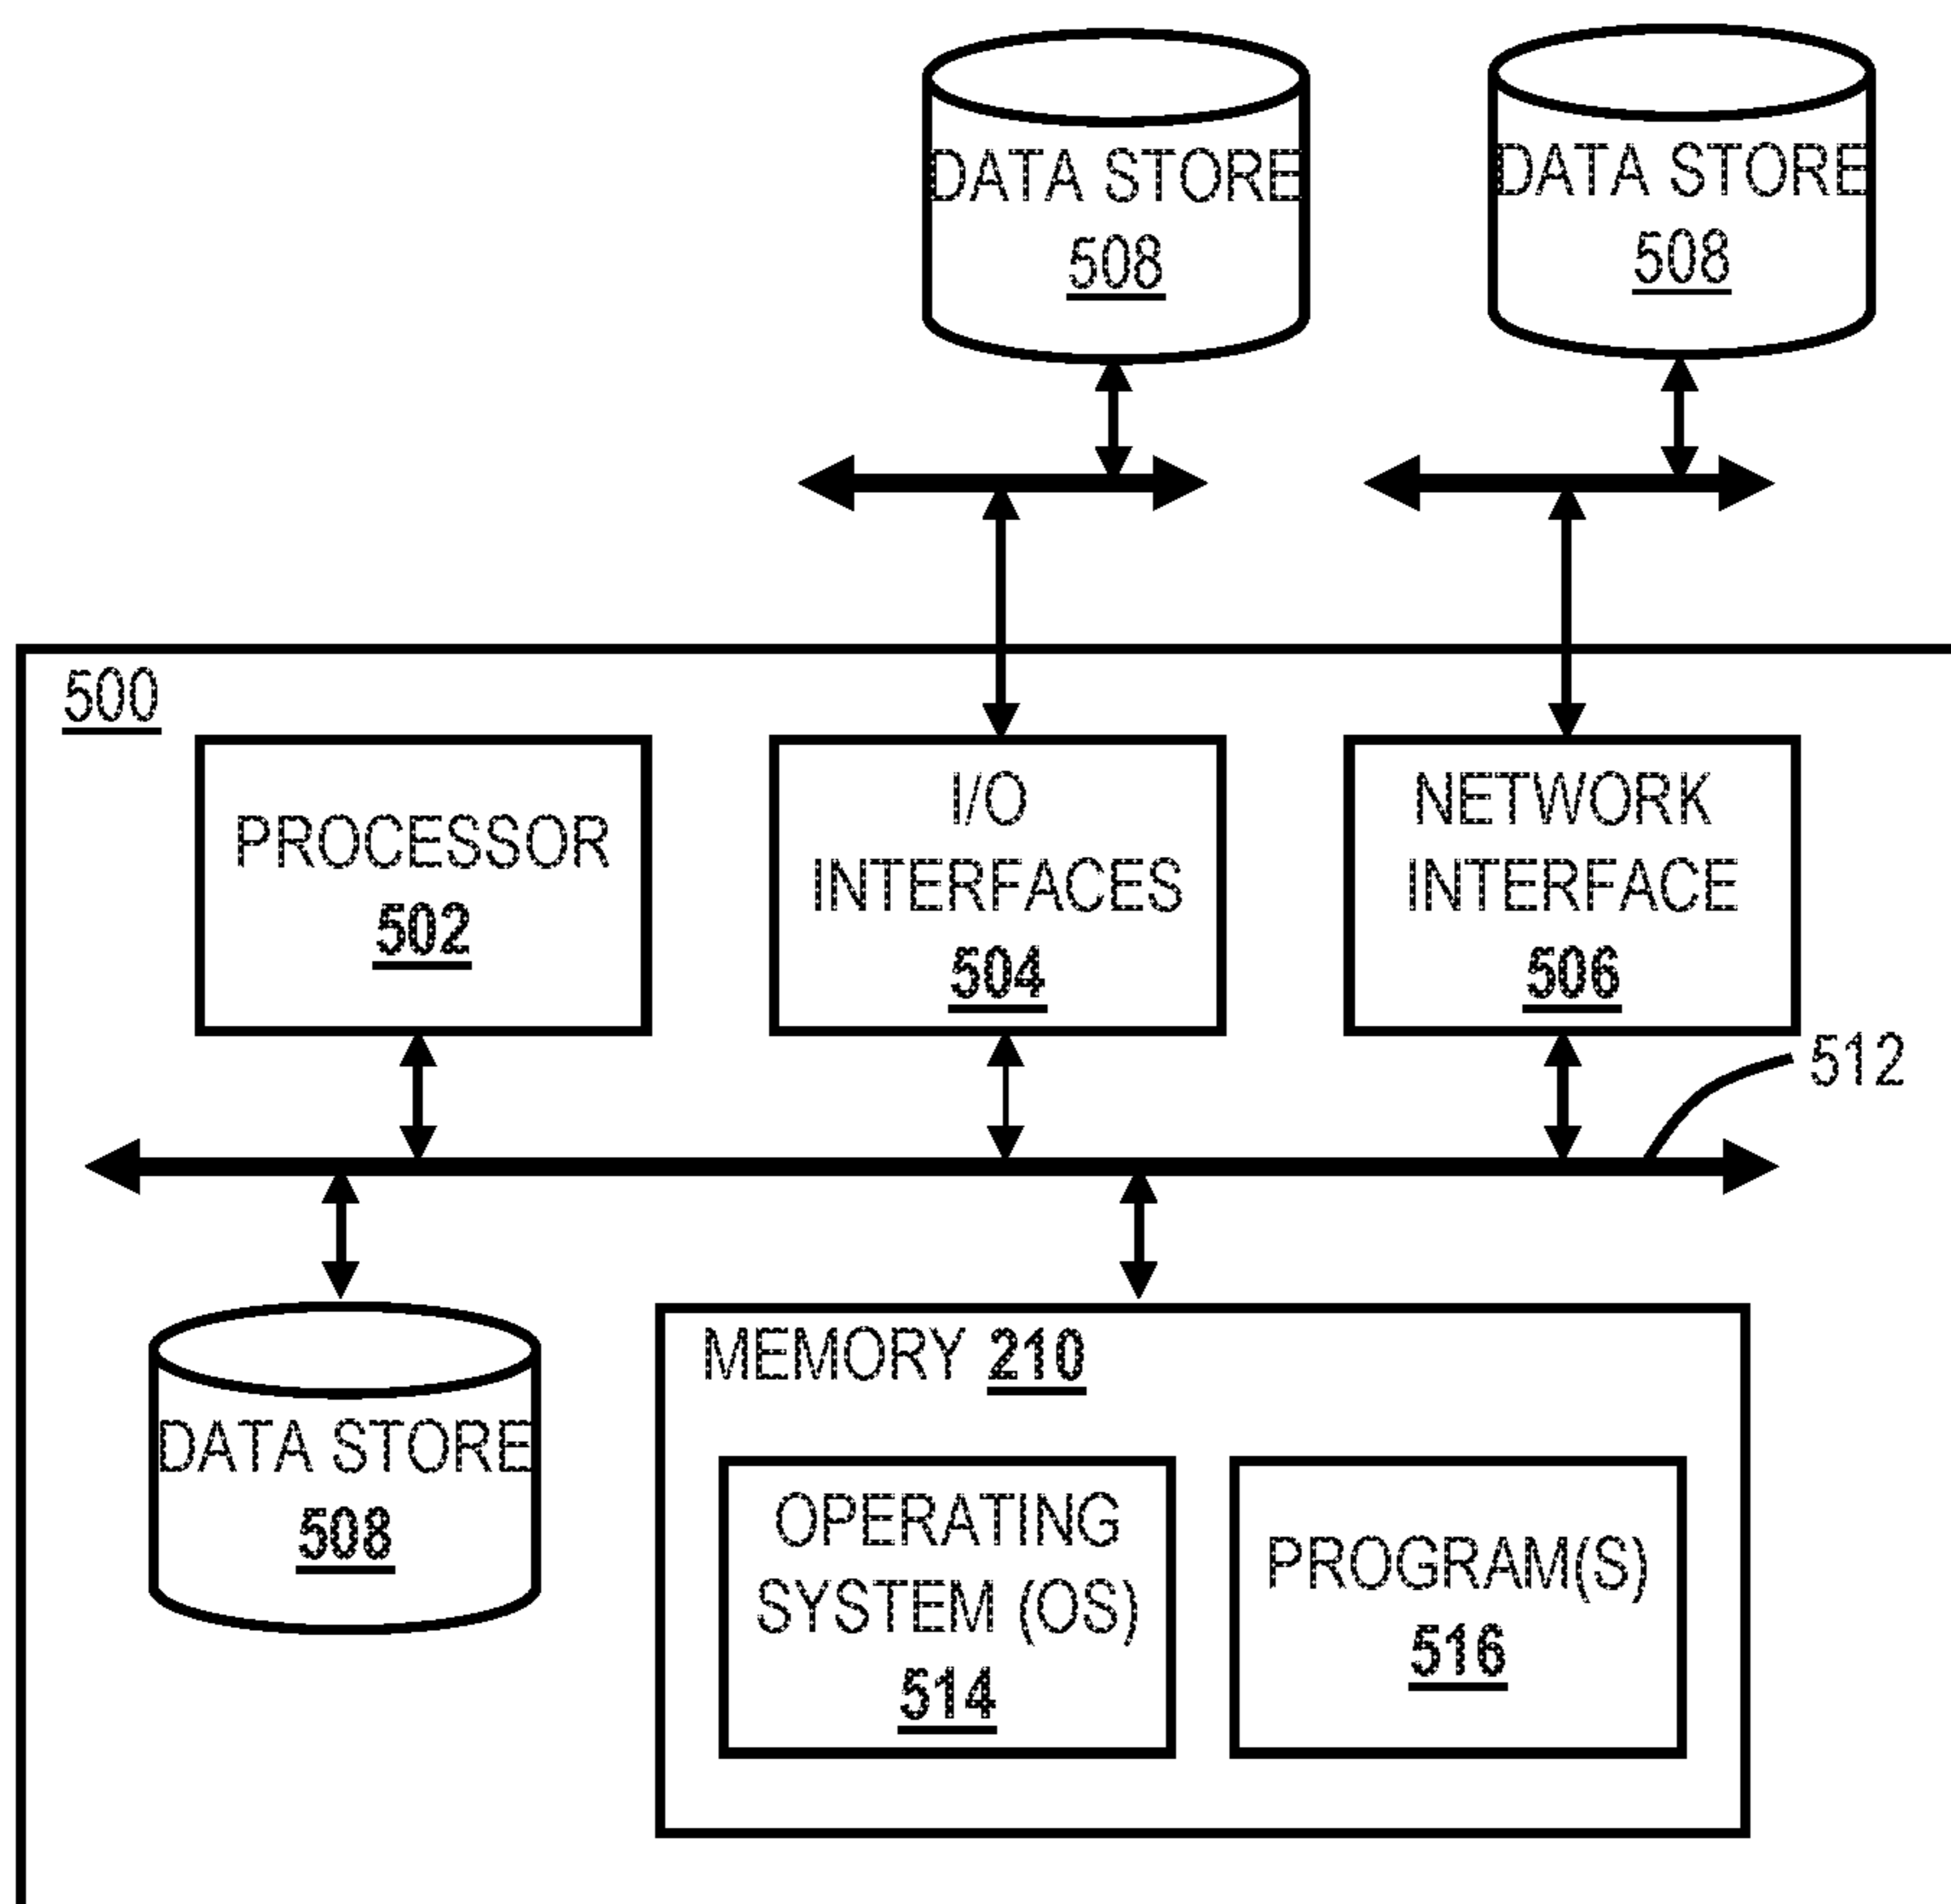 DATA STORE
508
DATA STORE
508
500
PROCESSOR
502
I/O
INTERFACES
504
NETWORK
INTERFACE
506
512
DATA STORE
508
MEMORY 210
OPERATING
SYSTEM (OS)
514
PROGRAM(S)
516